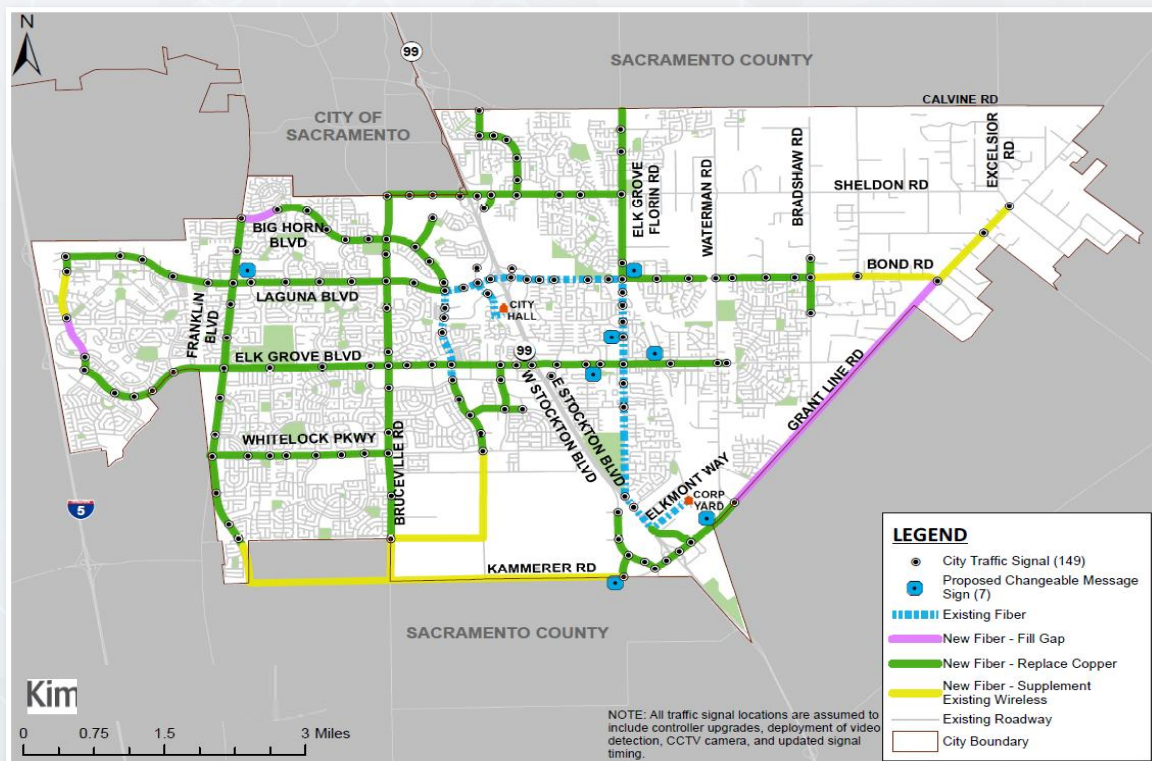 N
99
SACRAMENTO COUNTY
CALVINE RD
CITY OF
SACRAMENTO
EXCELSIOR
RD
BRADSHAW RD
SHELDON RD
ELK GROVE
FLORIN RD
WATERMAN RD
BIG HORN
BLVD
BOND RD
LAGUNA BLVD
FRANKLIN
BLVD
CITY
HALL
99
ELK GROVE BLVD
W STOCKTON BLVD
E STOCKTON BLVD
GRANT LINE RD
WHITELOCK PKWY
BRUCEVILLE RD
ELKMONT WAY
CORP
YARD
5
KAMMERER RD
SACRAMENTO COUNTY
LEGEND
City Traffic Signal (149)
Proposed Changeable Message
Sign (7)
Existing Fiber
New Fiber - Fill Gap
New Fiber - Replace Copper
New Fiber - Supplement
Existing Wireless
Existing Roadway
City Boundary
Kim
0 0.75 1.5 3 Miles
NOTE: All traffic signal locations are assumed to
include controller upgrades, deployment of video
detection, CCTV camera, and updated signal
timing.